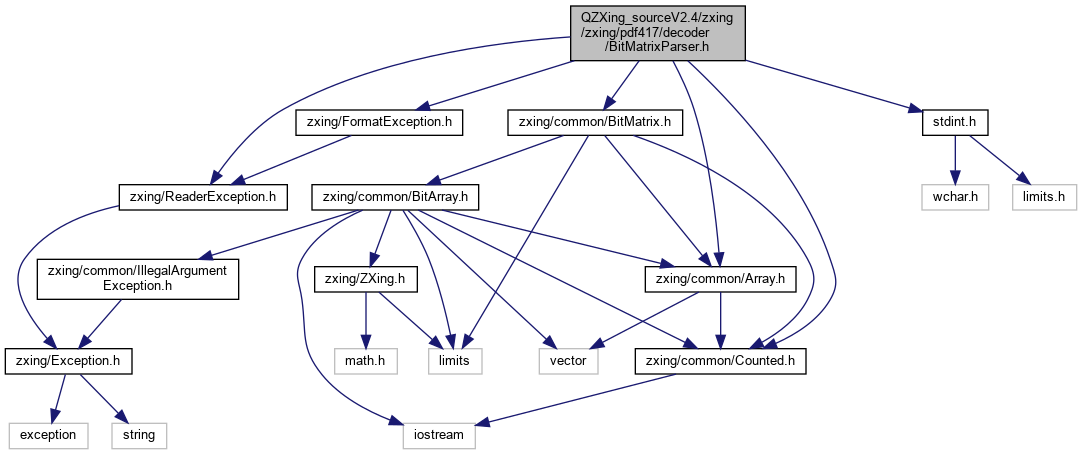 QZXing_sourceV2.4/zxing
/zxing/pdf417/decoder
/BitMatrixParser.h
zxing/FormatException.h
zxing/common/BitMatrix.h
stdint.h
zxing/ReaderException.h
zxing/common/BitArray.h
wchar.h
limits.h
zxing/common/IllegalArgument
Exception.h
zxing/ZXing.h
zxing/common/Array.h
zxing/Exception.h
math.h
limits
vector
zxing/common/Counted.h
exception
string
iostream